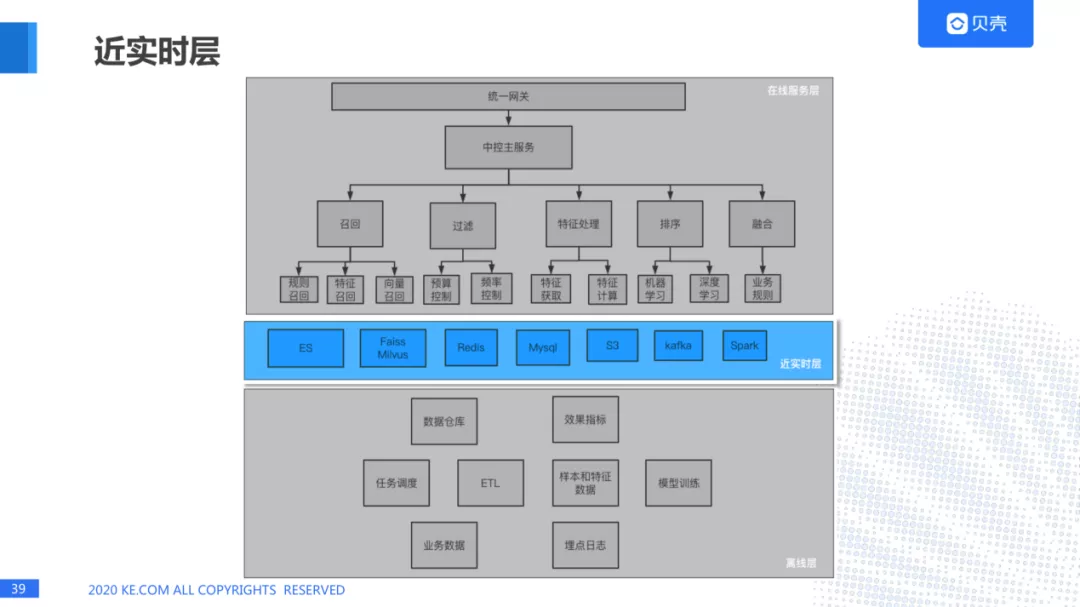 贝壳
近实时层
在线服务层
统一网关
中控主服务
召回
过滤
特征处理
排序
融合
规则
召回
特征
召回
向量
召回
预算
控制
频率
控制
特征
获取
特征
计算
机器
学习
深度
学习
业务
规则
ES
Faiss
Milvus
Redis
Mysql
S3
kafka
Spark
近实时层
数据仓库
效果指标
任务调度
ETL
样本和特征
数据
模型训练
业务数据
埋点日志
离线层
39
2020 KE.COM ALL COPYRIGHTS RESERVED